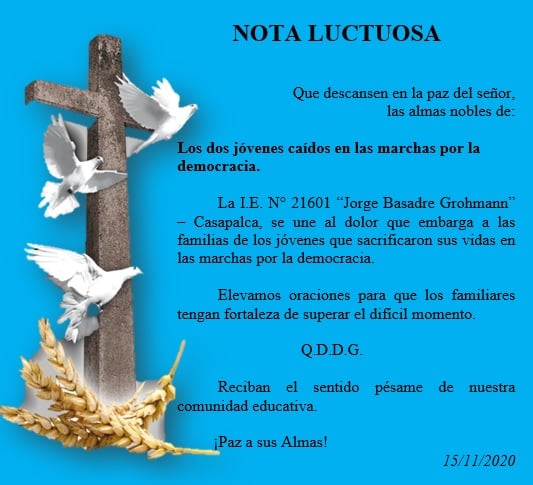 NOTA LUCTUOSA
Que descansen en la paz del señor,
las almas nobles de:
Los dos jóvenes caídos en las marchas por la
democracia.
La I.E. N° 21601 “Jorge Basadre Grohmann”
– Casapalca, se une al dolor que embarga a las
familias de los jóvenes que sacrificaron sus vidas en
las marchas por la democracia.
Elevamos oraciones para que los familiares
tengan fortaleza de superar el difícil momento.
Q.D.D.G.
Reciban el sentido pésame de nuestra
comunidad educativa.
¡Paz a sus Almas!
15/11/2020